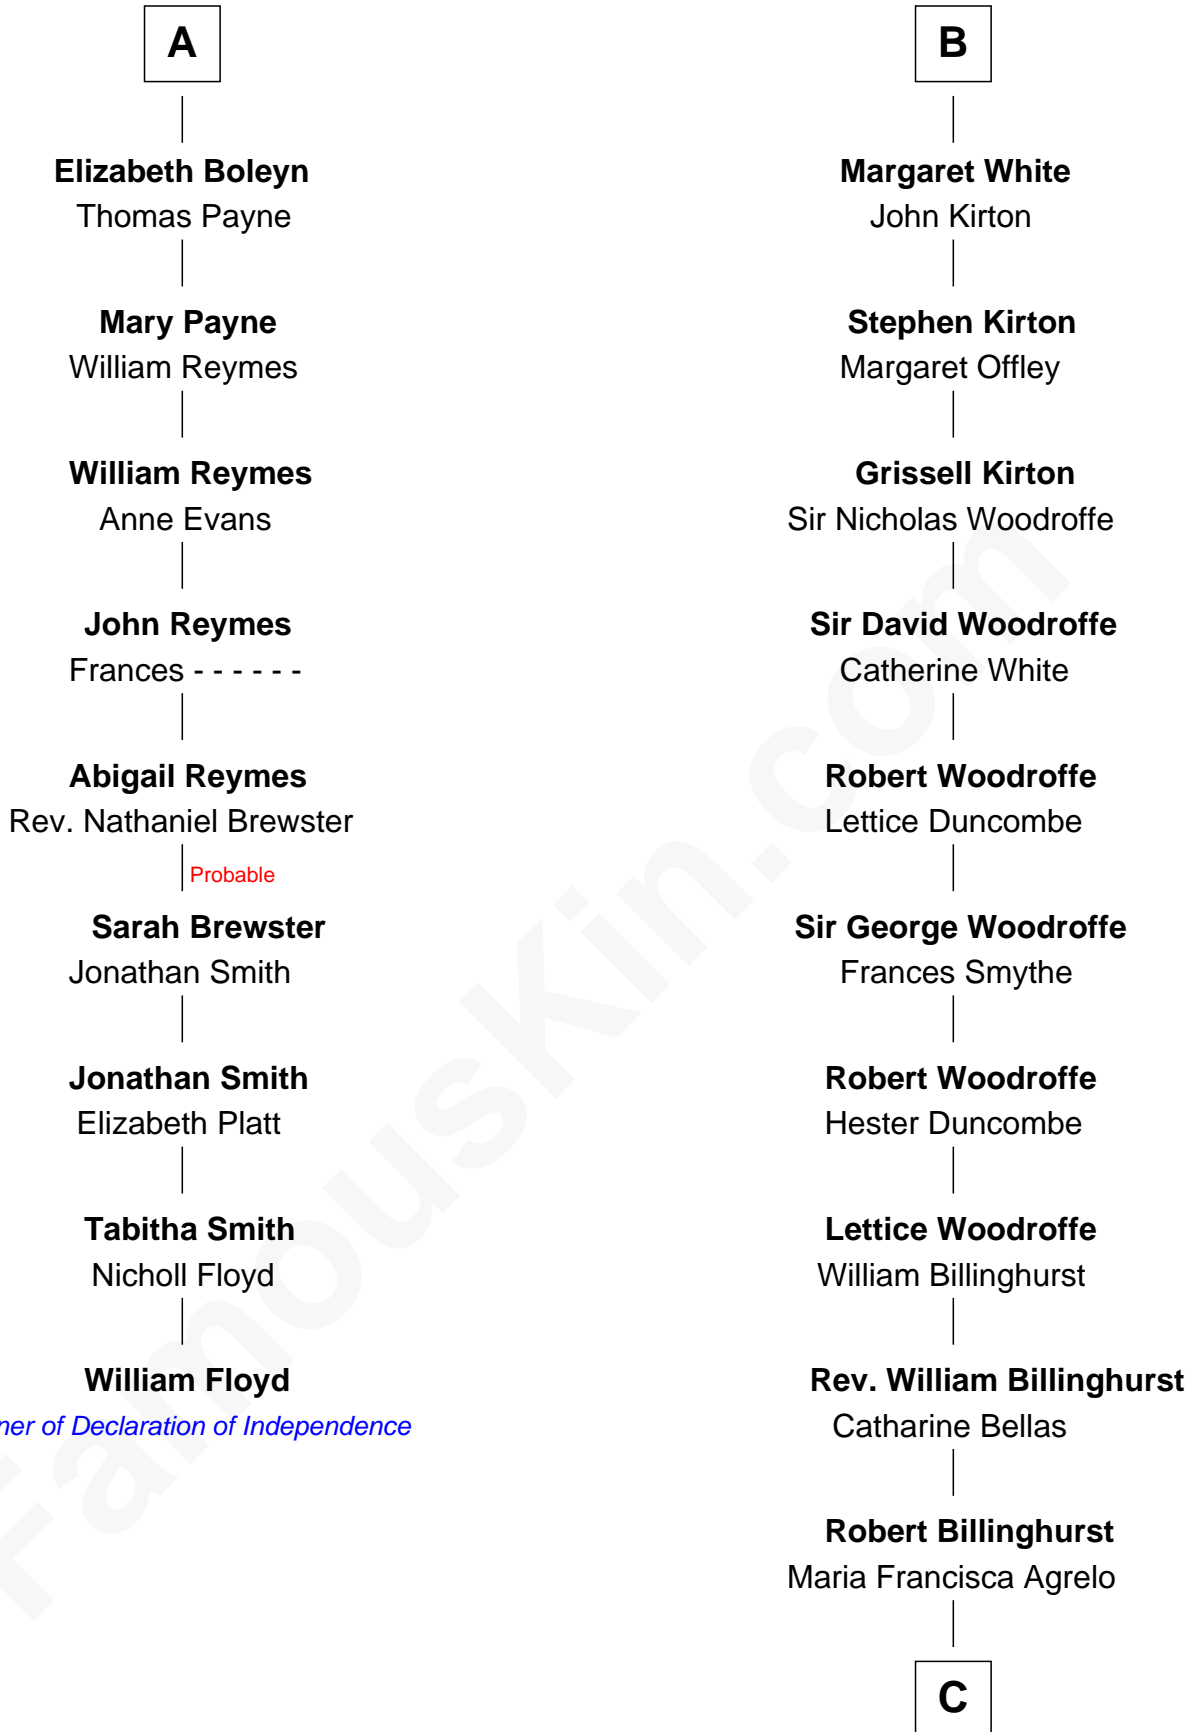 A
Elizabeth Boleyn
Thomas Payne
Mary Payne
William Reymes
William Reymes
Anne Evans
John Reymes
Frances - - - - - -
Abigail Reymes
Rev. Nathaniel Brewster
Probable
Sarah Brewster
Jonathan Smith
Jonathan Smith
Elizabeth Platt
Tabitha Smith
Nicholl Floyd
William Floyd
ner of Declaration of Independence
B
Margaret White
John Kirton
Stephen Kirton
Margaret Offley
Grissell Kirton
Sir Nicholas Woodroffe
Sir David Woodroffe
Catherine White
Robert Woodroffe
Lettice Duncombe
Sir George Woodroffe
Frances Smythe
Robert Woodroffe
Hester Duncombe
Lettice Woodroffe
William Billinghurst
Rev. William Billinghurst
Catharine Bellas
Robert Billinghurst
Maria Francisca Agrelo
C
FamousKin.com